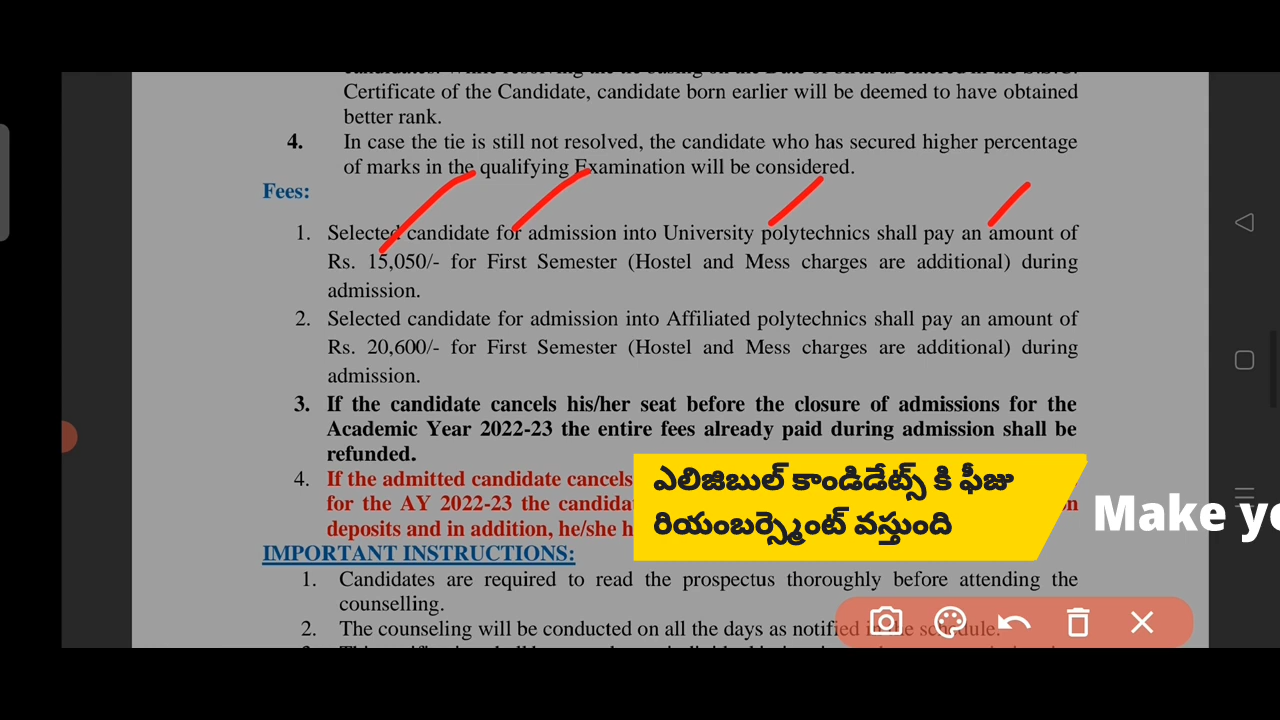 Certificate of the Candidate, candidate born earlier will be deemed to have obtained
better rank.
4. In case the tie is still not resolved, the candidate who has secured higher percentage
of marks in the qualifying Examination will be considered.
Fees:
1. Selected candidate for admission into University polytechnics shall pay an amount of
Rs. 15,050/- for First Semester (Hostel and Mess charges are additional) during
admission.
2. Selected candidate for admission into Affiliated polytechnics shall pay an amount of
Rs. 20,600/- for First Semester (Hostel and Mess charges are additional) during
admission.
3. If the candidate cancels his/her seat before the closure of admissions for the
Academic Year 2022-23 the entire fees already paid during admission shall be
refunded.
4. If the admitted candidate cancels
for the AY 2022-23 the
deposits and in addition, he/she
ఎలిజిబుల్ కాండిడేట్స్ కి ఫీజు
రియంబర్స్మెంట్ వస్తుంది
Make
IMPORTANT INSTRUCTIONS:
1. Candidates are required to read the prospectus thoroughly before attending the
counselling.
2. The counseling will be conducted on all the days as notified in the schedule.